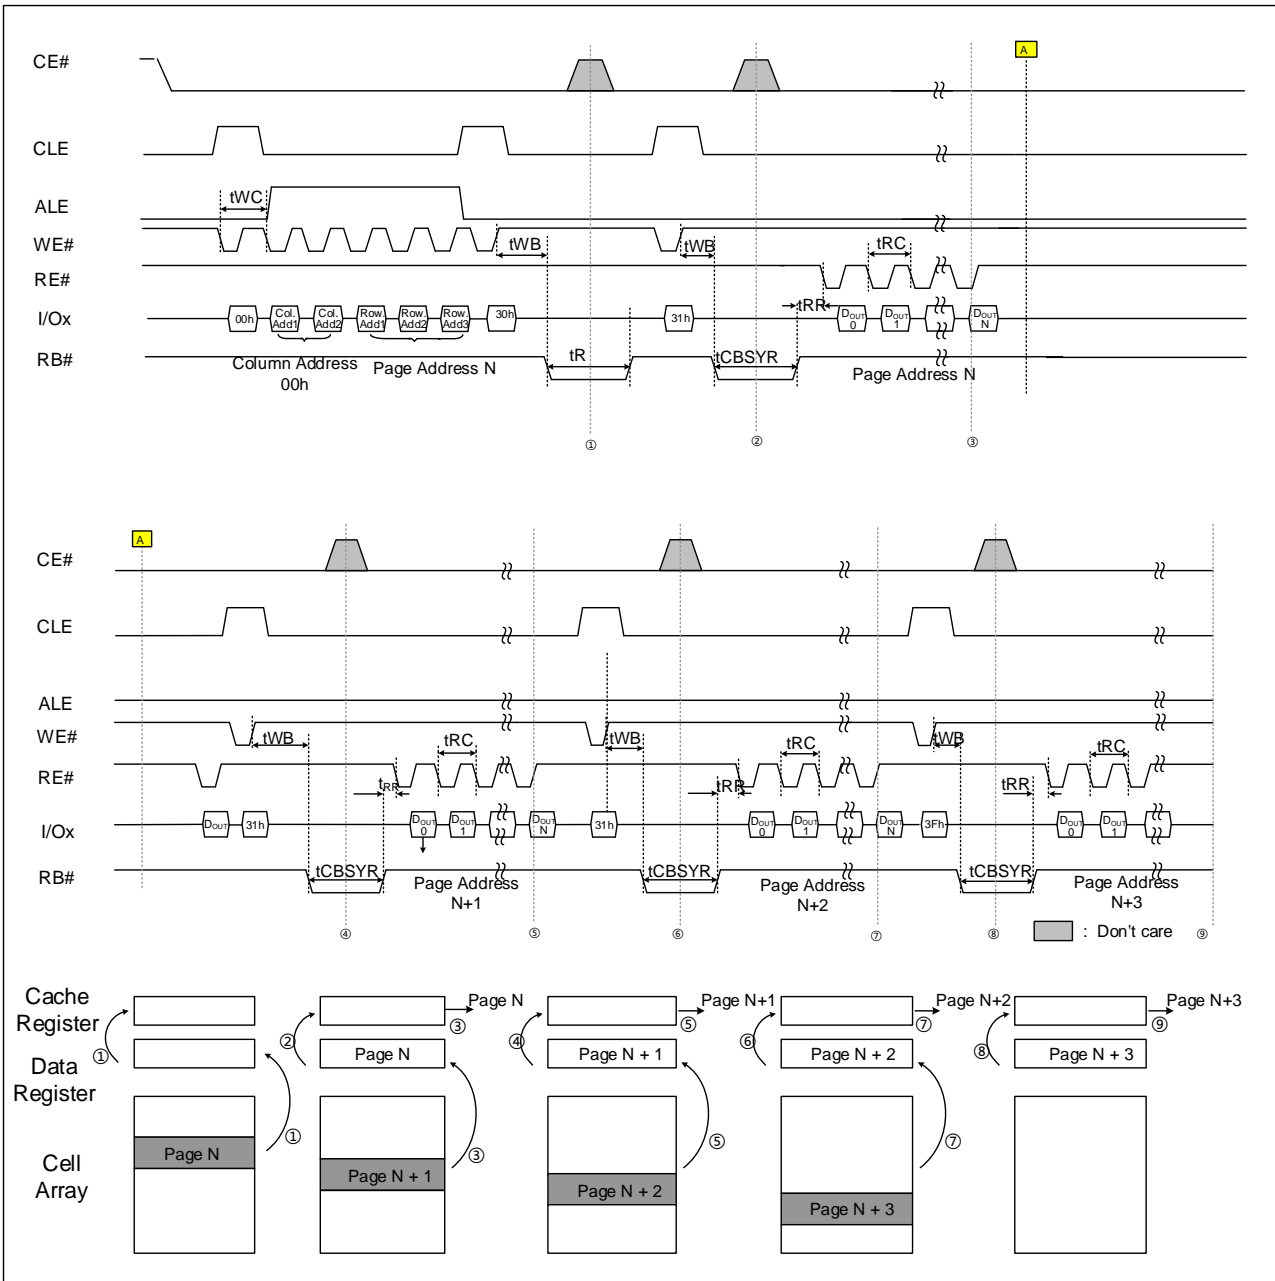 A
CE#
CLE
ALE
tWC
WE#
tWB
tWB
tRC
RE#
tRR
I/Ox
00h
Col. Add1
Col. Add2
Row. Add1
Row. Add2
Row. Add3
30h
31h
DOUT 0
DOUT 1
DOUT N
RB#
tR
tCBSYR
Column Address
00h
Page Address N
Page Address N
① ② ③
A
CE#
CLE
ALE
WE#
tWB
tWB
tWB
tRC
tRC
tRC
RE#
tRR
tRR
tRR
I/Ox
DOUT
31h
DOUT 0
DOUT 1
DOUT N
31h
DOUT 0
DOUT 1
DOUT N
3Fh
DOUT 0
DOUT 1
RB#
tCBSYR
tCBSYR
tCBSYR
Page Address
N+1
Page Address
N+2
Page Address
N+3
④ ⑤ ⑥ ⑦ ⑧ ⑨
: Don't care
Cache
Register
Page N
Page N+1
Page N+2
Page N+3
③ ⑤ ⑦ ⑨
① ② ④ ⑥ ⑧
Data
Register
Page N
Page N + 1
Page N + 2
Page N + 3
① ③ ⑤ ⑦
Cell
Array
Page N
Page N + 1
Page N + 2
Page N + 3